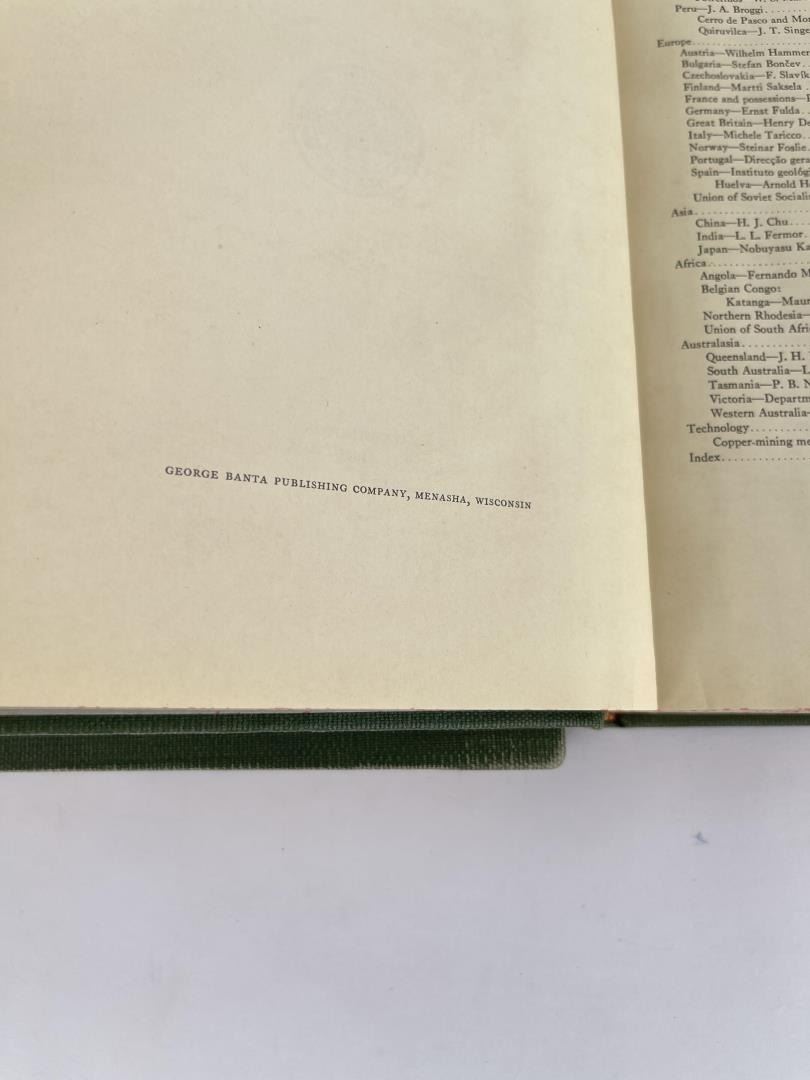 GEORGE BANTA PUBLISHING COMPANY, MENASHA, WISCONSIN
Peru—J. A. Broggi
Cerro de Pasco and
Quiruvilca—J. T.
Europe
Austria—Wilhelm Hammer
Bulgaria—Stefan Bončev
Czechoslovakia—F.
Finland—Martti Saksela
France and possessions—
Germany—Ernst Fulda
Great Britain—Henry
Italy—Michele Taricco
Norway—Steinar Foslie
Portugal—Direcção
Spain—Instituto
Huelva—Arnold
Union of Soviet
Asia
China—H. J. Chu
India—L. L. Fermor
Japan—Nobuyasu
Africa
Angola—Fernando
Belgian Congo:
Katanga—
Northern Rhodesia—
Union of South
Australasia
Queensland—J. H.
South Australia—L
Tasmania—P. B. N
Victoria—
Western Australia—
Technology
Copper-mining
Index